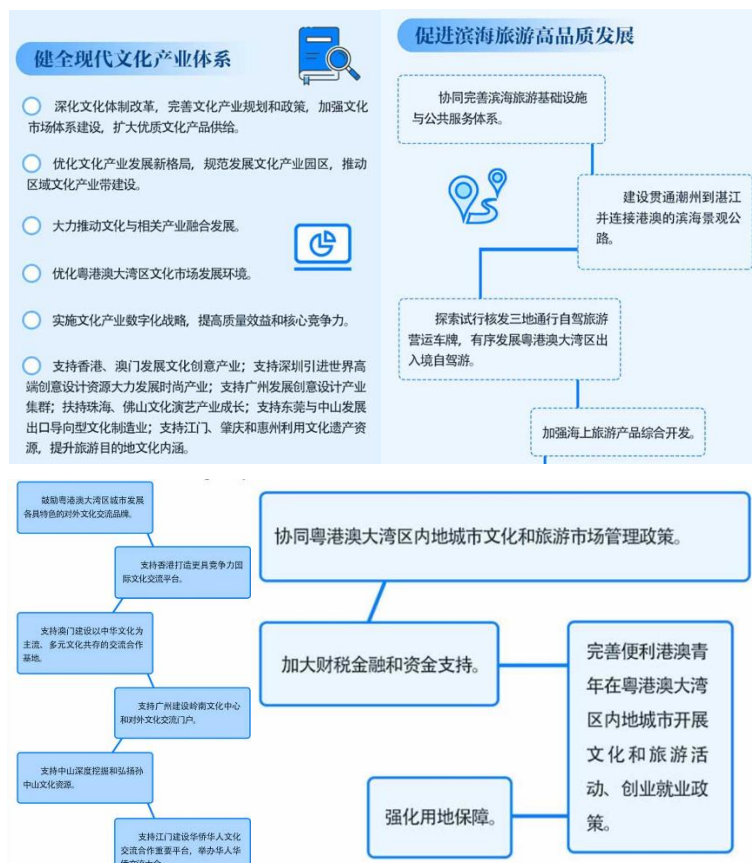 健全现代文化产业体系
深化文化体制改革，完善文化产业规划和政策，加强文化
市场体系建设，扩大优质文化产品供给。
优化文化产业发展新格局，规范发展文化产业园区，推动
区域文化产业带建设。
大力推动文化与相关产业融合发展。
优化粤港澳大湾区文化市场发展环境。
实施文化产业数字化战略，提高质量效益和核心竞争力。
支持香港、澳门发展文化创意产业；支持深圳引进世界高
端创意设计资源大力发展时尚产业；支持广州发展创意设计产业
集群；扶持珠海、佛山文化演艺产业成长；支持东莞与中山发展
出口导向型文化制造业；支持江门、肇庆和惠州利用文化遗产资
源，提升旅游目的地文化内涵。
促进滨海旅游高品质发展
协同完善滨海旅游基础设施
与公共服务体系。
建设贯通潮州到湛江
并连接港澳的滨海景观公
路。
探索试行核发三地通行自驾旅游
营运车牌，有序发展粤港澳大湾区出
入境自驾游。
加强海上旅游产品综合开发。
鼓励粤港澳大湾区城市发展
各具特色的对外文化交流品牌。
支持香港打造更具竞争力国
际文化交流平台。
支持澳门建设以中华文化为
主流、多元文化共存的交流合作
基地。
支持广州建设岭南文化中心
和对外文化交流门户。
支持中山深度挖掘和弘扬孙
中山文化资源。
支持江门建设华侨华人文化
交流合作重要平台，举办华人华
侨交流大会
协同粤港澳大湾区内地城市文化和旅游市场管理政策。
加大财税金融和资金支持。
完善便利港澳青
年在粤港澳大湾
区内地城市开展
文化和旅游活
动、创业就业政
策。
强化用地保障。